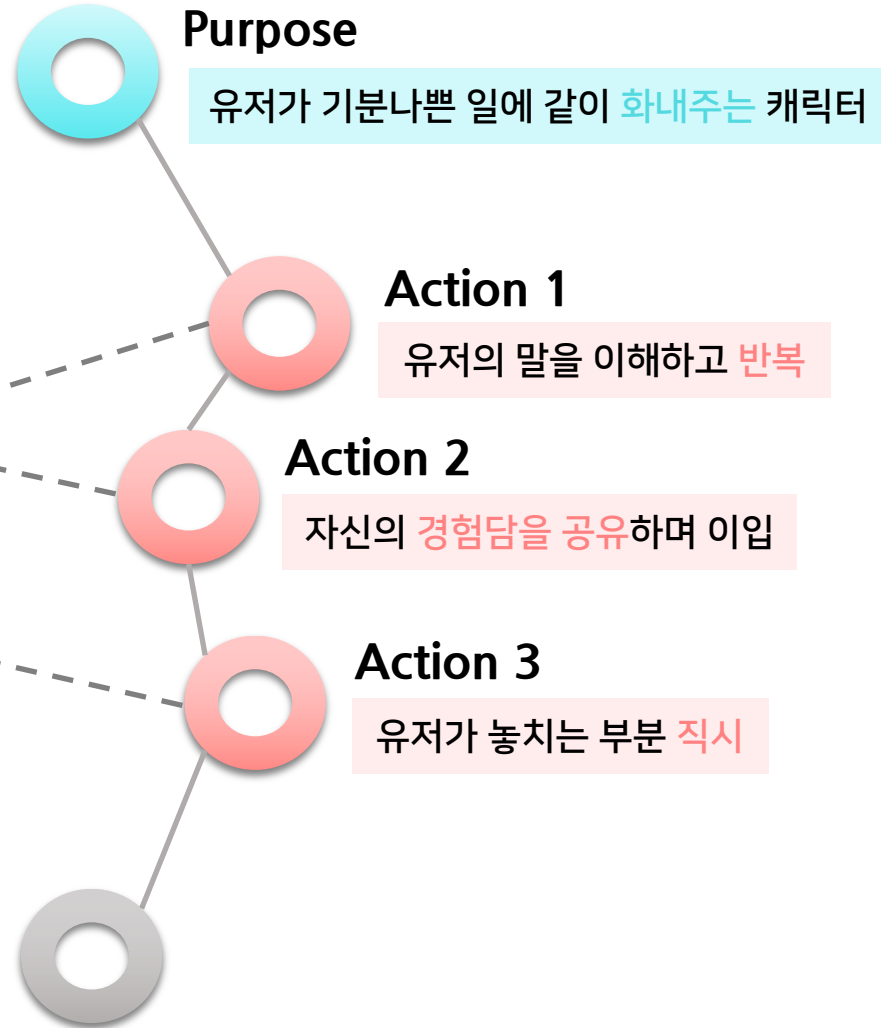 Purpose
유저가 기분나쁜 일에 같이 화내주는 캐릭터
Action 1
유저의 말을 이해하고 반복
Action 2
자신의 경험담을 공유하며 이입
Action 3
유저가 놓치는 부분 직시